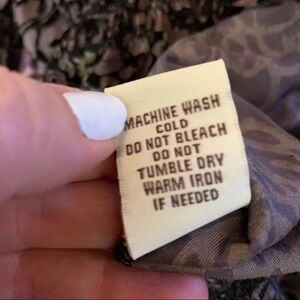 MACHINE WASH
COLD
DO NOT BLEACH
DO NOT
TUMBLE DRY
WARM IRON
IF NEEDED